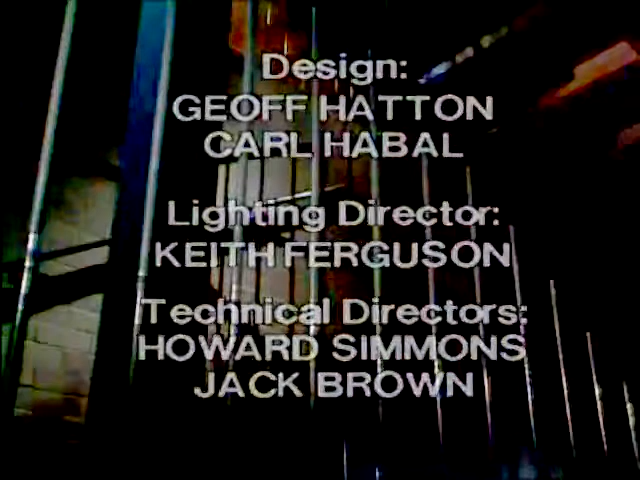 Design:
GEOFF HATTON
CARL HABAL
Lighting Director:
KEITH FERGUSON
Technical Directors:
HOWARD SIMMONS
JACK BROWN